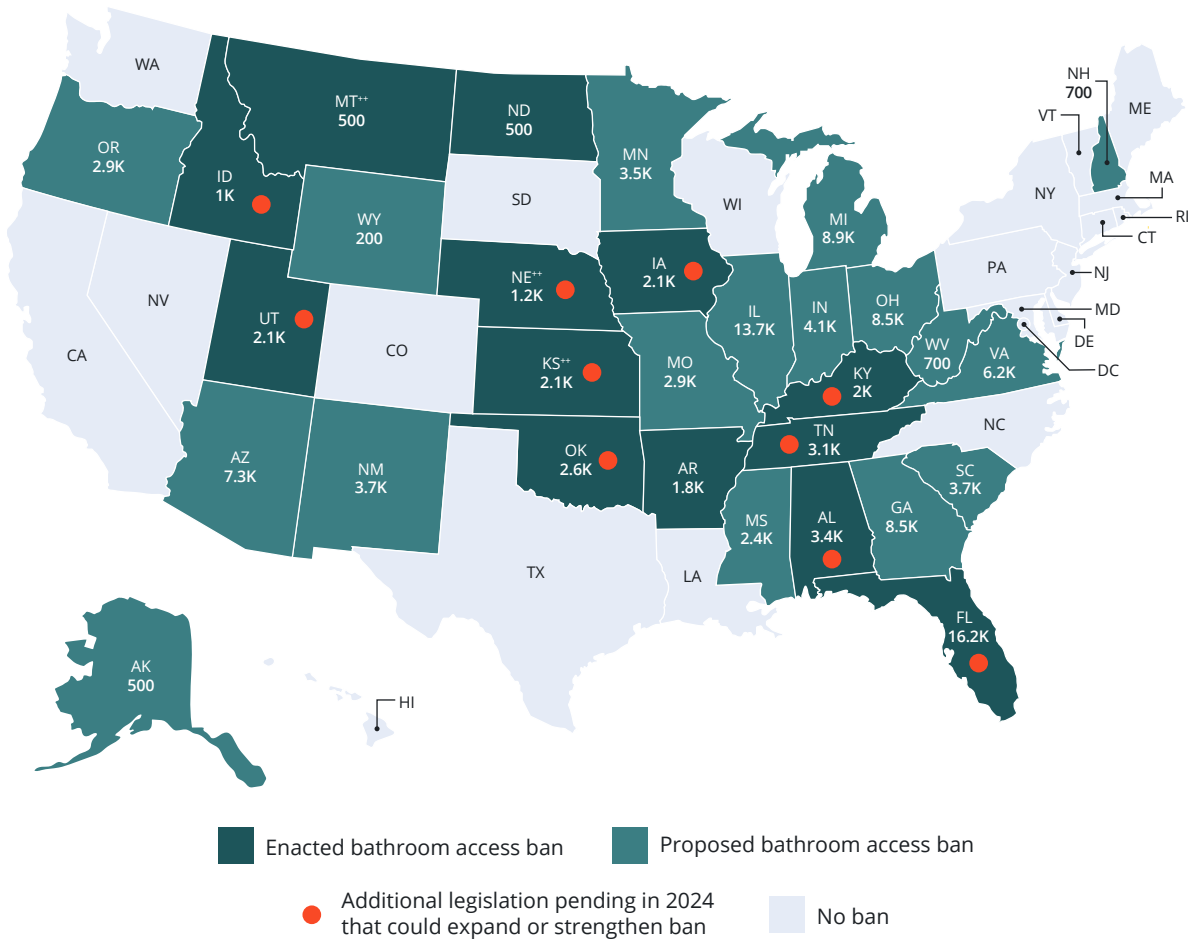 WA
MT++
500
ND
500
MN
3.5K
OR
2.9K
ID
1K
SD
WI
WY
200
MI
8.9K
NH
700
VT
ME
NY
MA
RI
CT
PA
NJ
MD
DE
DC
NV
CA
UT
2.1K
CO
NE++
1.2K
IA
2.1K
IL
13.7K
IN
4.1K
OH
8.5K
WV
700
VA
6.2K
KS++
2.1K
MO
2.9K
KY
2K
NC
AZ
7.3K
NM
3.7K
OK
2.6K
AR
1.8K
TN
3.1K
SC
3.7K
MS
2.4K
AL
3.4K
GA
8.5K
TX
LA
FL
16.2K
AK
500
HI
Enacted bathroom access ban
Proposed bathroom access ban
Additional legislation pending in 2024
that could expand or strengthen ban
No ban